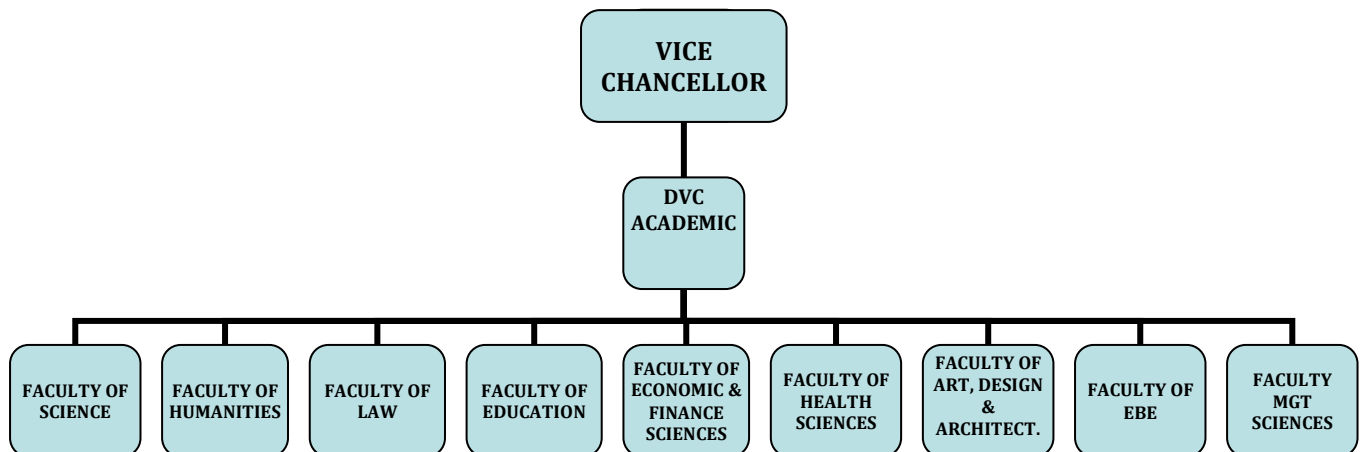 VICE
CHANCELLOR
DVC
ACADEMIC
FACULTY OF
SCIENCE
FACULTY OF
HUMANITIES
FACULTY OF
LAW
FACULTY OF
EDUCATION
FACULTY OF
ECONOMIC &
FINANCE
SCIENCES
FACULTY OF
HEALTH
SCIENCES
FACULTY OF
ART, DESIGN
&
ARCHITECT.
FACULTY OF
EBE
FACULTY
MGT
SCIENCES